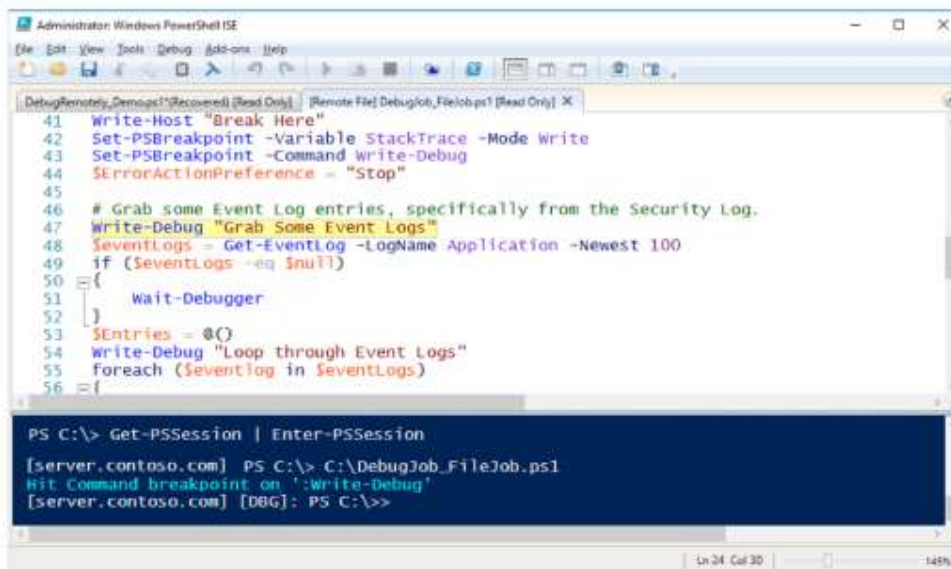 Administrator: Windows PowerShell ISE
File Edit View Tools Debug Add-ons Help
DebugRemotely_Demo.ps1*(Recovered) [Read Only] [Remote File] DebugJob_FileJob.ps1 [Read Only] X
41 Write-Host "Break Here"
42 Set-PSBreakpoint -Variable StackTrace -Mode Write
43 Set-PSBreakpoint -Command Write-Debug
44 $ErrorActionPreference = "Stop"
45
46 # Grab some Event Log entries, specifically from the Security Log.
47 Write-Debug "Grab Some Event Logs"
48 $eventLogs = Get-EventLog -LogName Application -Newest 100
49 if ($eventLogs -eq $null)
50 {
51 Wait-Debugger
52 }
53 $Entries = @()
54 Write-Debug "Loop through Event Logs"
55 foreach ($eventlog in $eventLogs)
56 {
PS C:\> Get-PSSession | Enter-PSSession
[server.contoso.com] PS C:\> C:\DebugJob_FileJob.ps1
Hit Command breakpoint on ':Write-Debug'
[server.contoso.com] [DBG]: PS C:\>>
Ln 24 Col 30 145%